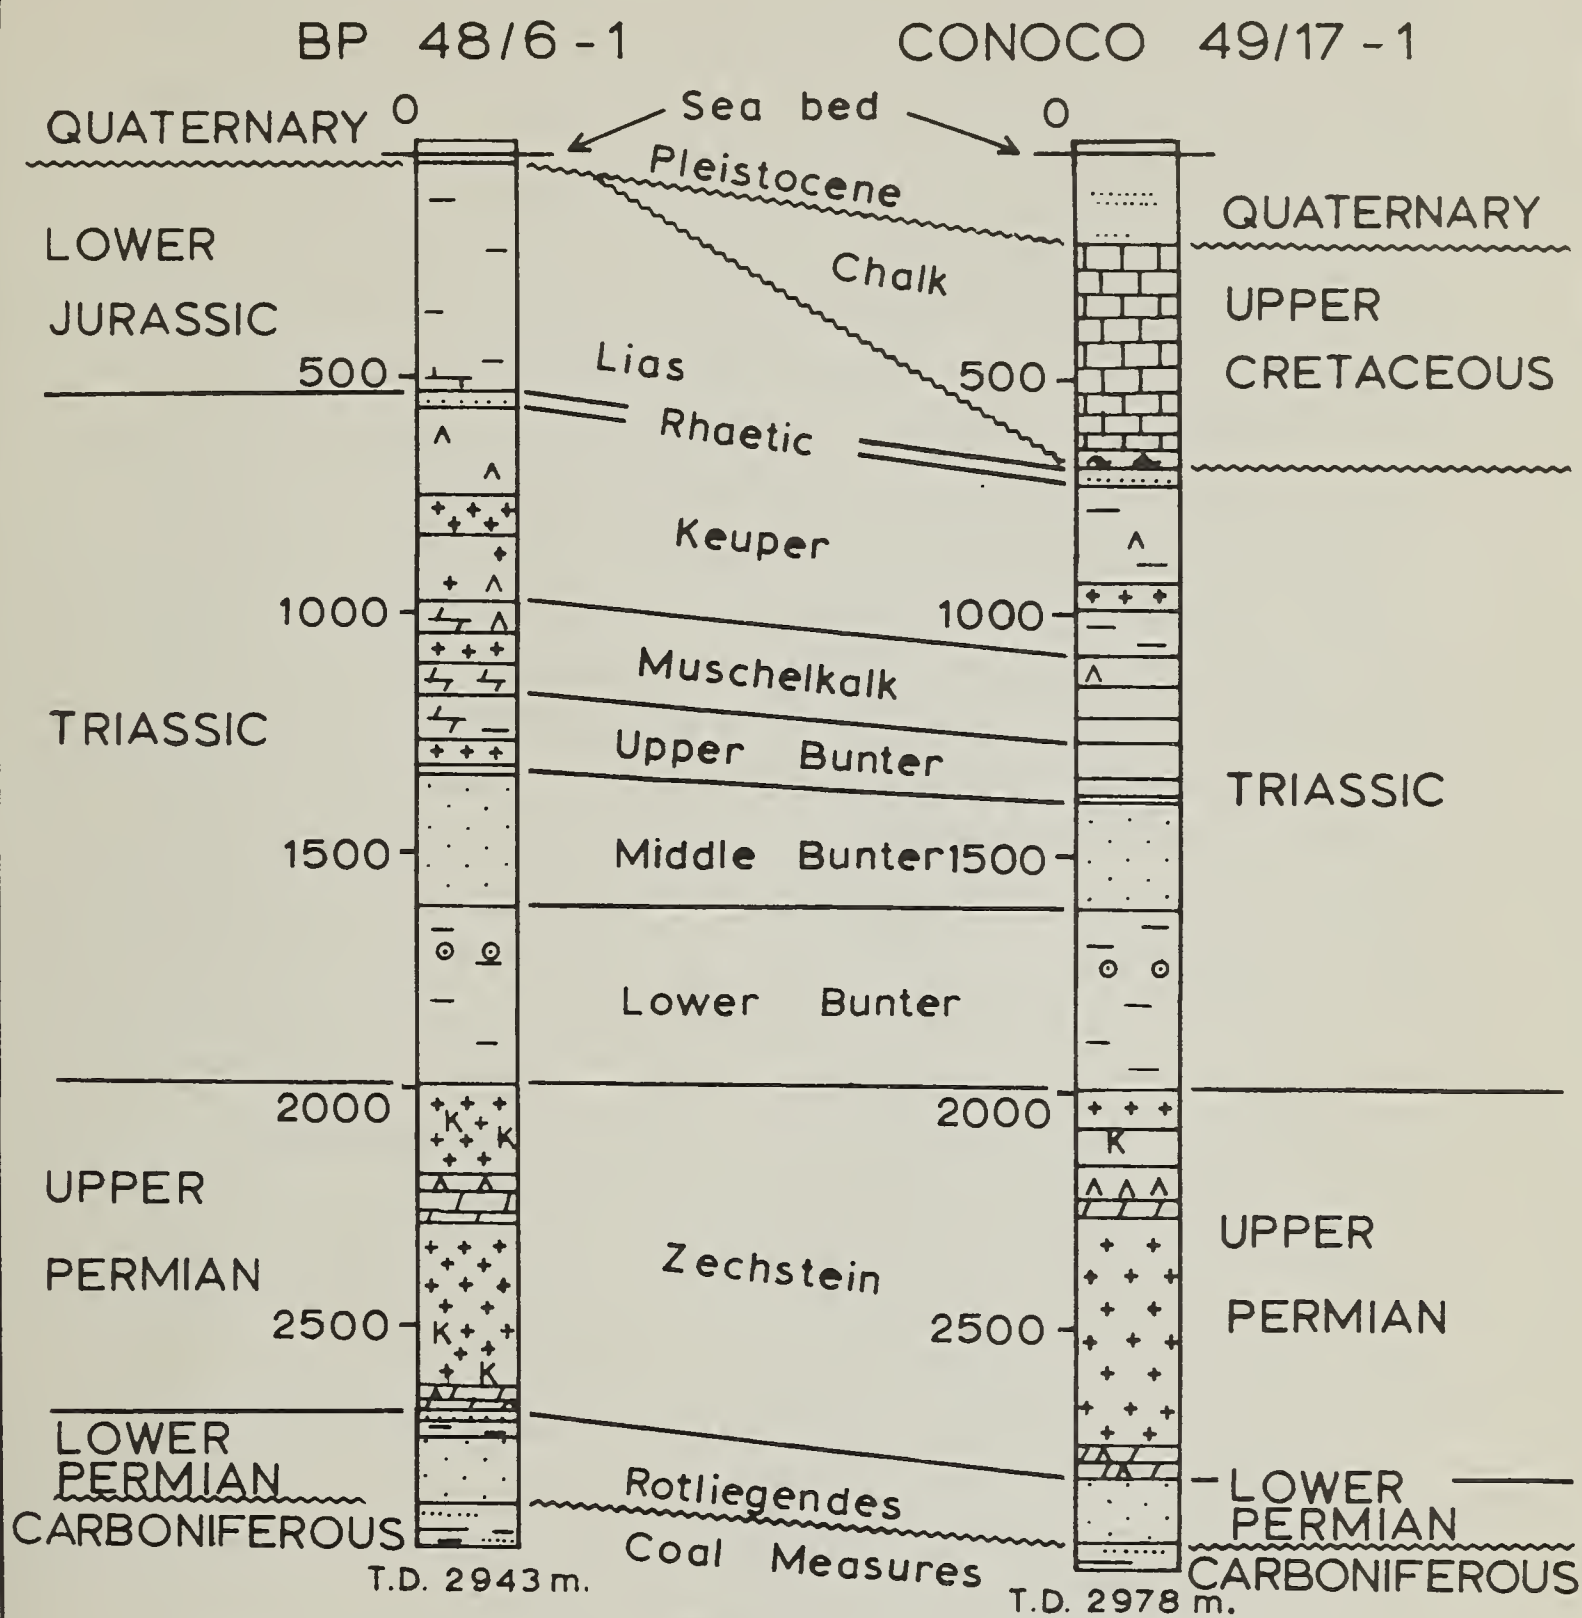 BP 48/6-1 CONOCO 49/17-1
0 Sea bed 0
QUATERNARY
Pleistocene
QUATERNARY
LOWER
JURASSIC
Chalk
UPPER
CRETACEOUS
Lias
500 500
Rhaetic
Keuper
1000 1000
Muschelkalk
TRIASSIC
Upper Bunter
TRIASSIC
1500 Middle Bunter 1500
Lower Bunter
2000 2000
K K
K
UPPER
PERMIAN
Zechstein
UPPER
PERMIAN
2500 2500
K
K
LOWER
PERMIAN
Rotliegendes
LOWER
PERMIAN
CARBONIFEROUS
Coal Measures
CARBONIFEROUS
T.D. 2943 m.
T.D. 2978 m.